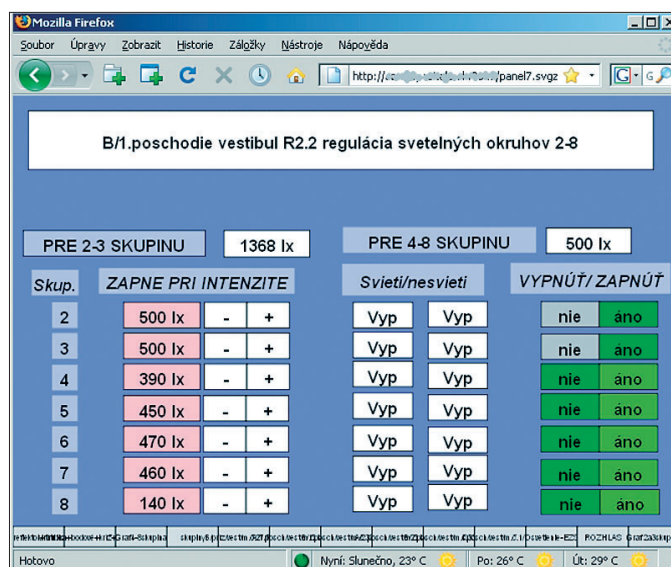 Mozilla Firefox
Soubor Úpravy Zobrazit Historie Záložky Nástroje Nápověda
http:// /panel7.svgz G G
B/1.poschodie vestibul R2.2 regulácia svetelných okruhov 2-8
PRE 2-3 SKUPINU 1368 lx PRE 4-8 SKUPINU 500 lx
Skup. ZAPNE PRI INTENZITE Svieti/nesvieti VYPNÚŤ/ ZAPNÚŤ
2 500 lx - + Vyp Vyp nie áno
3 500 lx - + Vyp Vyp nie áno
4 390 lx - + Vyp Vyp nie áno
5 450 lx - + Vyp Vyp nie áno
6 470 lx - + Vyp Vyp nie áno
7 460 lx - + Vyp Vyp nie áno
8 140 lx - + Vyp Vyp nie áno
ROZHLAS
Hotovo Nyní: Slunečno, 23° C Po: 26° C Út: 29° C